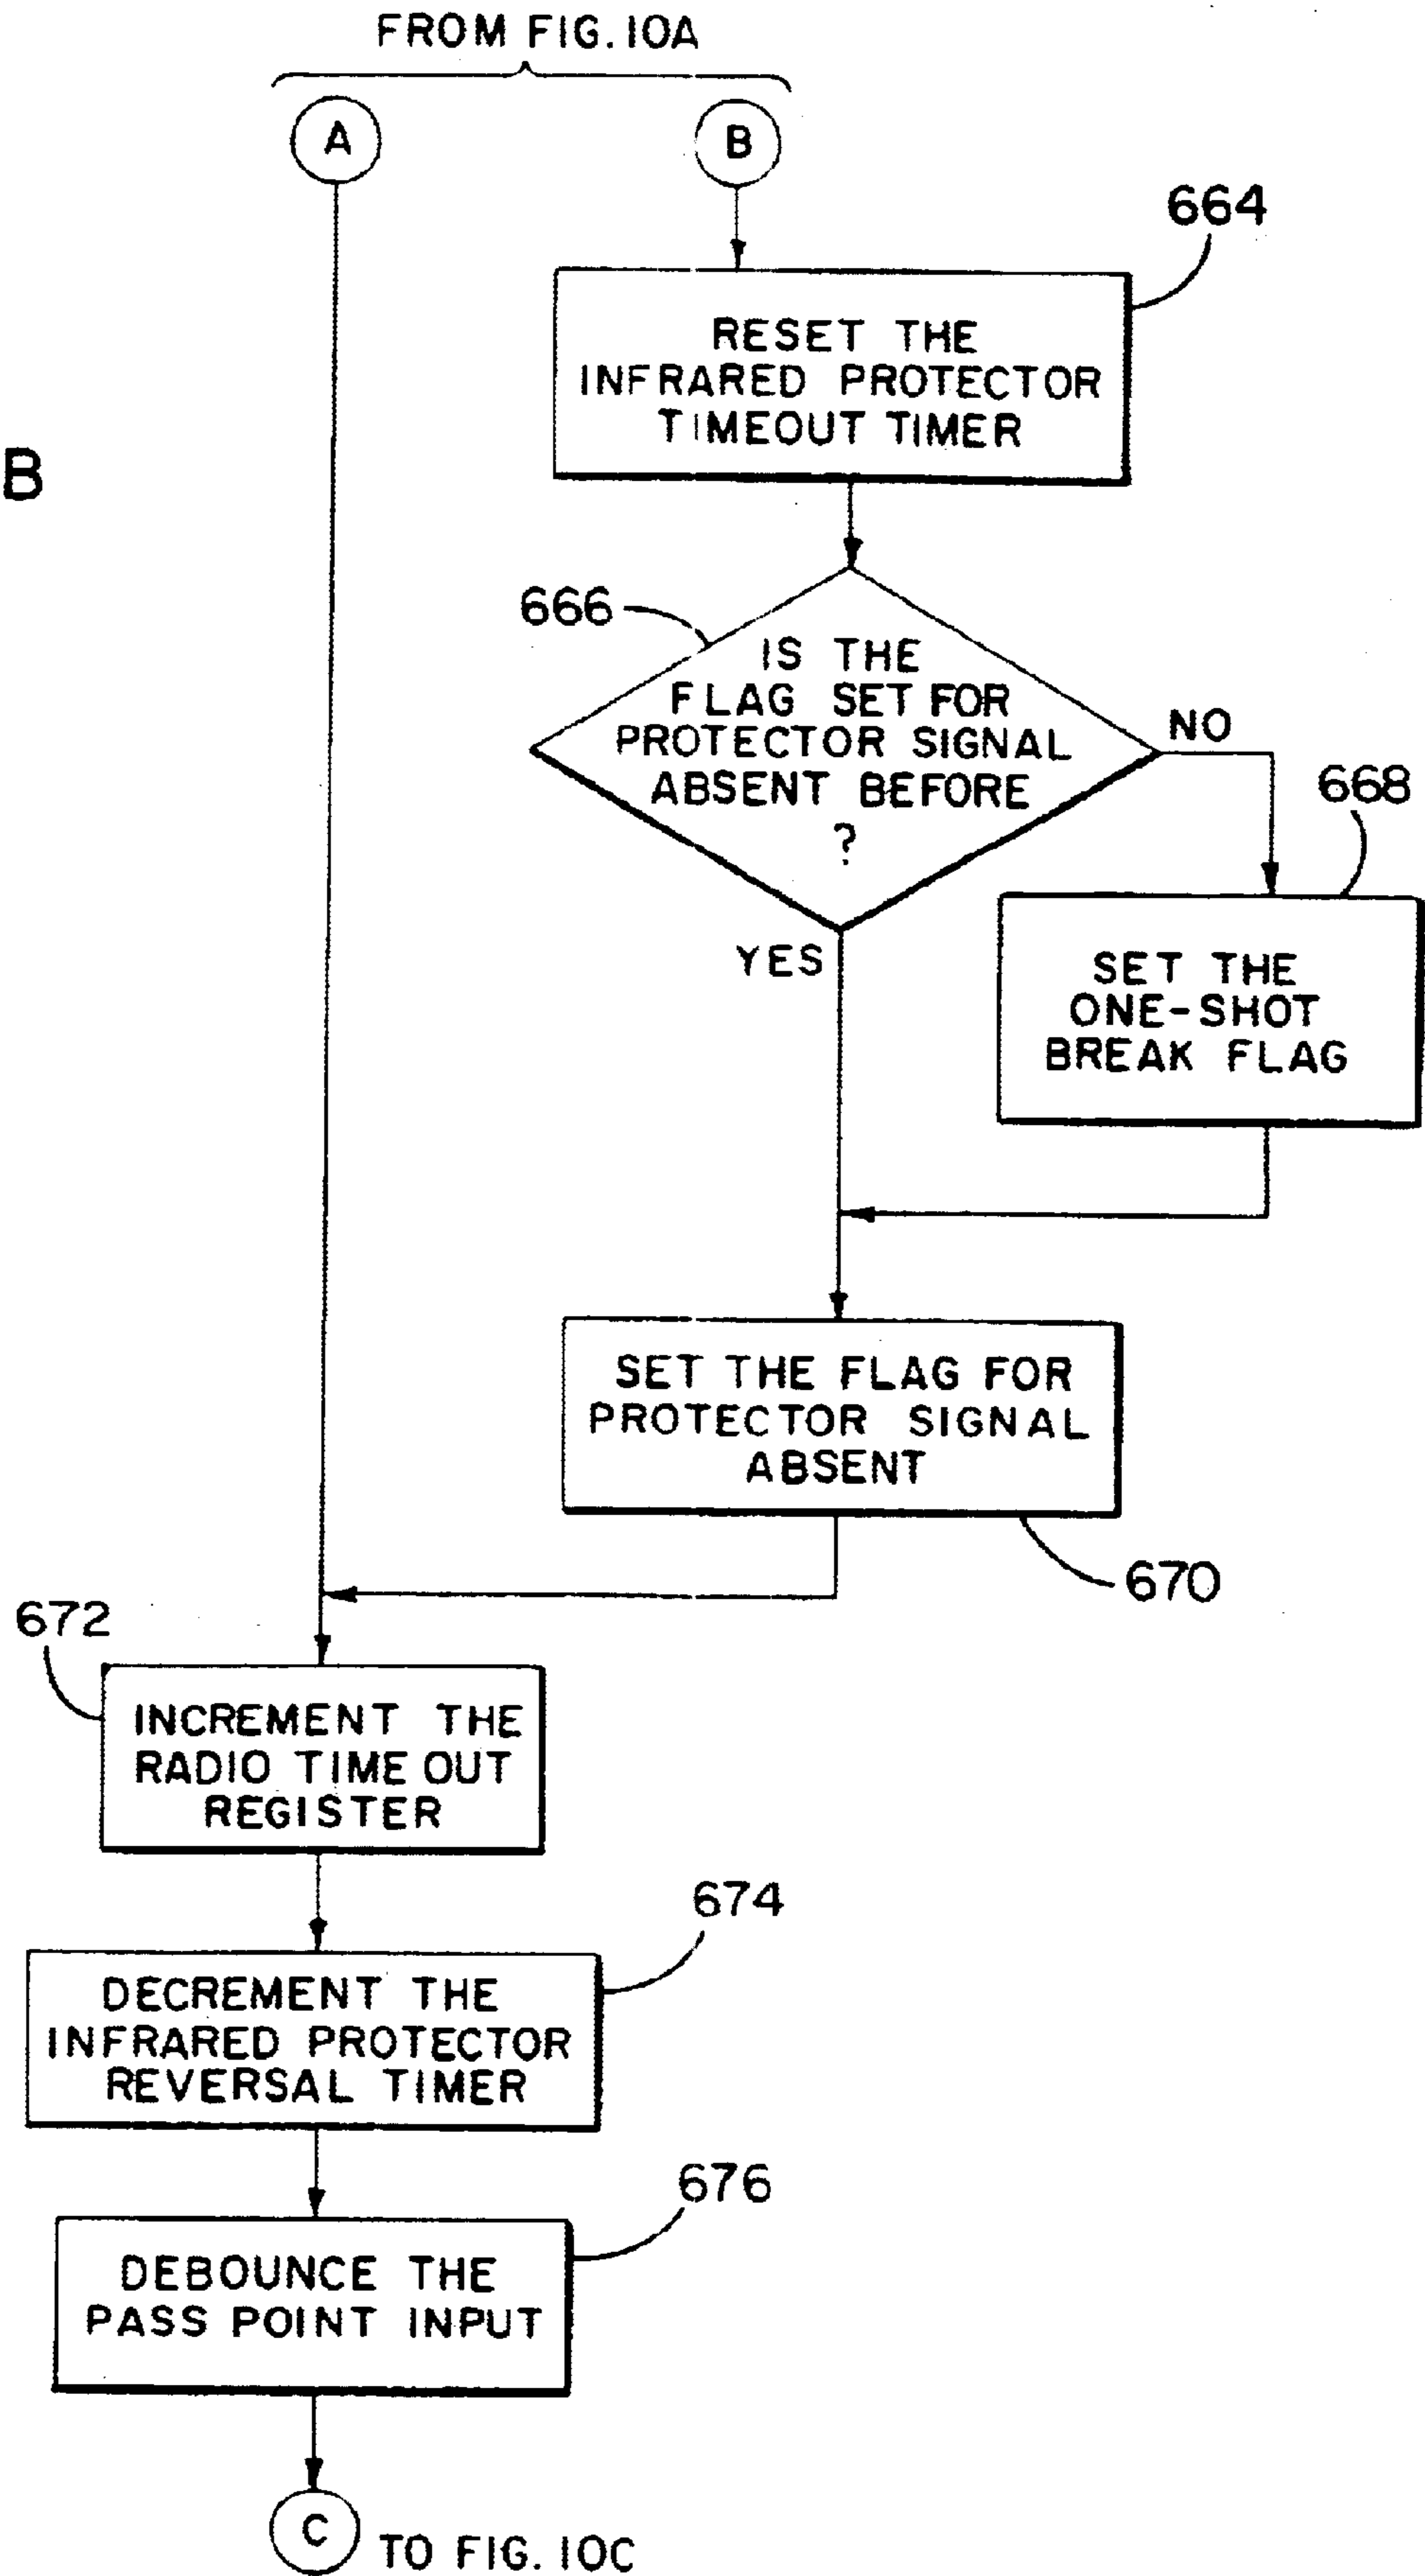 FROM FIG. 10A
A
B
664
RESET THE
INFRARED PROTECTOR
TIMEOUT TIMER
B
666
IS THE
FLAG SET FOR
PROTECTOR SIGNAL
ABSENT BEFORE
?
NO
668
YES
SET THE
ONE-SHOT
BREAK FLAG
SET THE FLAG FOR
PROTECTOR SIGNAL
ABSENT
670
672
INCREMENT THE
RADIO TIME OUT
REGISTER
674
DECREMENT THE
INFRARED PROTECTOR
REVERSAL TIMER
676
DEBOUNCE THE
PASS POINT INPUT
C
TO FIG. 10C